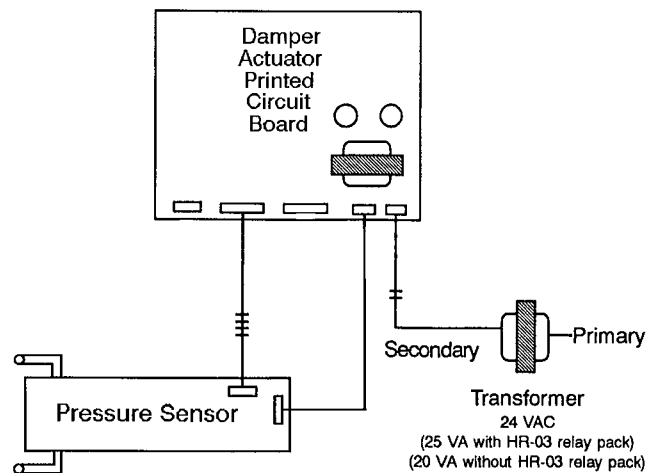 Damper
Actuator
Printed
Circuit
Board
Secondary
Primary
Pressure Sensor
Transformer
24 VAC
(25 VA with HR-03 relay pack)
(20 VA without HR-03 relay pack)